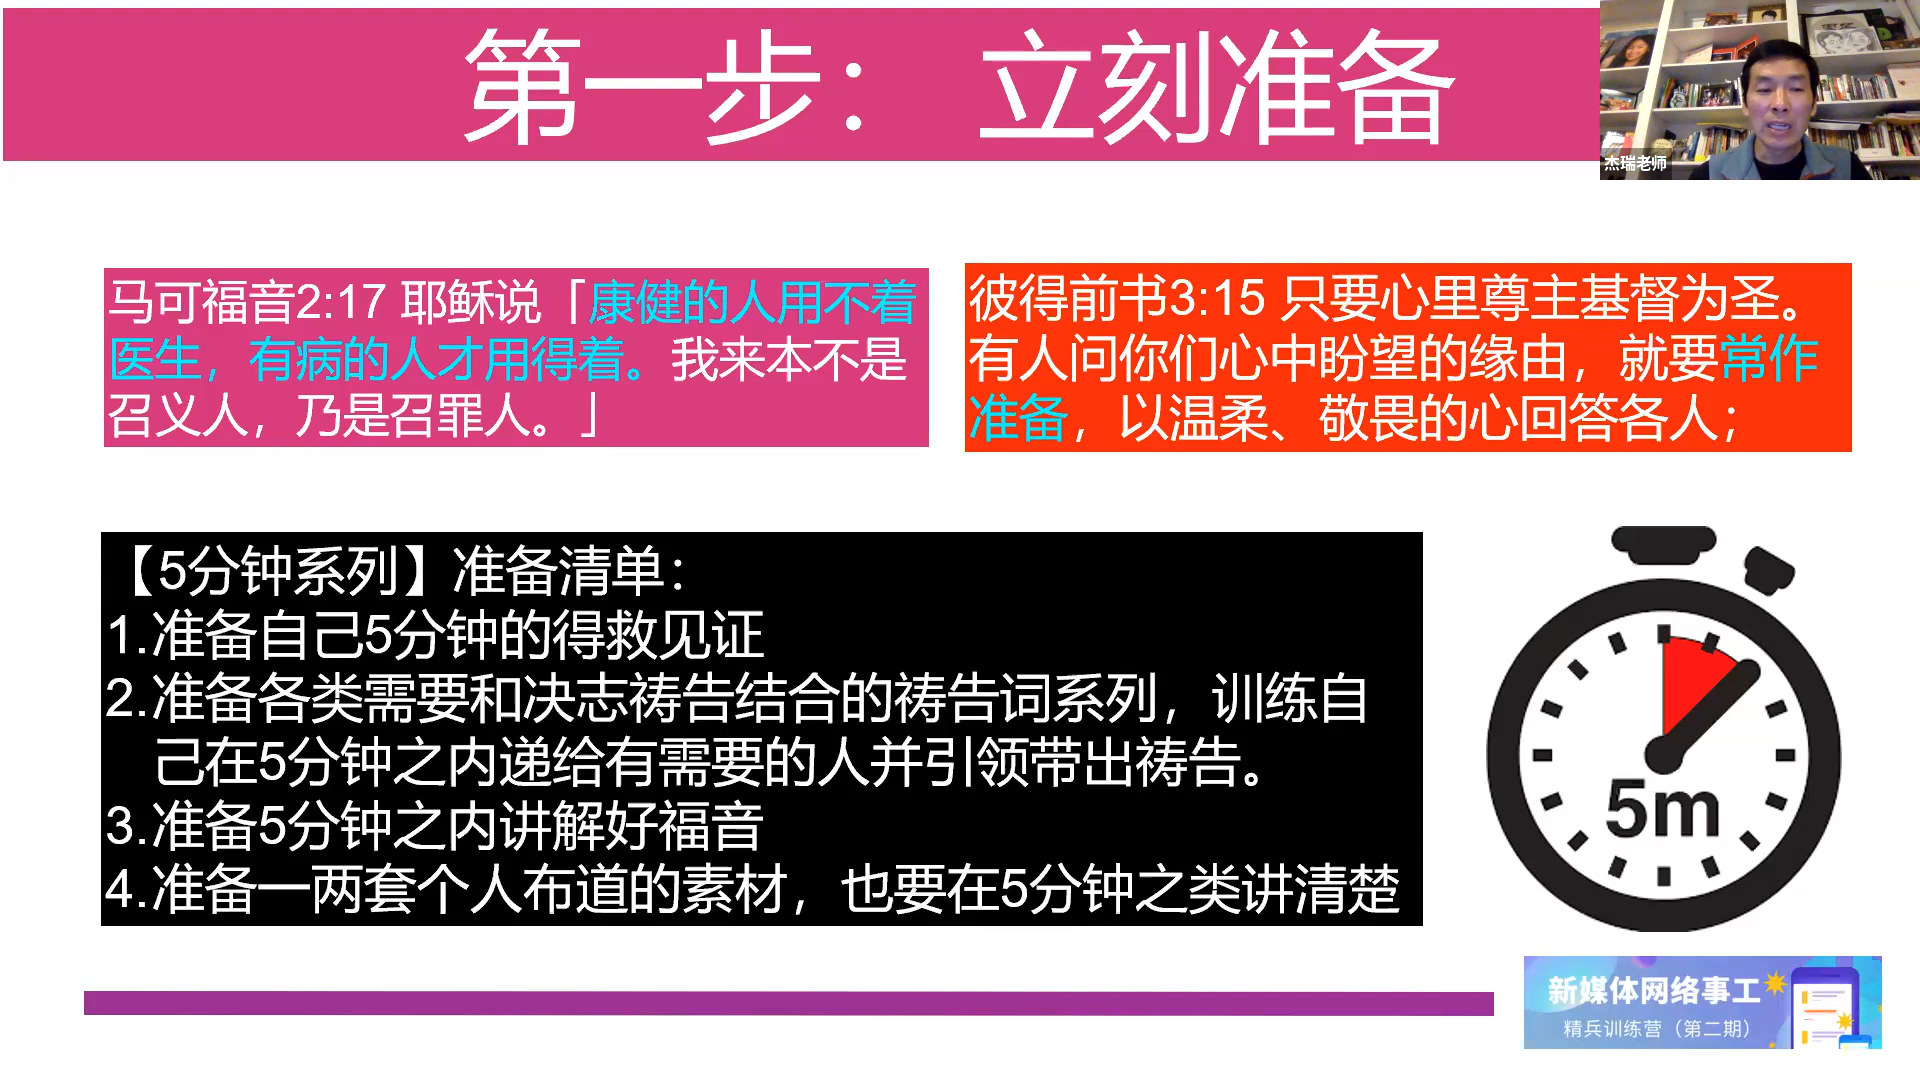 第一步： 立刻准备
杰瑞老师
马可福音2:17 耶稣说「康健的人用不着
医生，有病的人才用得着。我来本不是
召义人，乃是召罪人。」
彼得前书3:15 只要心里尊主基督为圣。
有人问你们心中盼望的缘由，就要常作
准备，以温柔、敬畏的心回答各人；
【5分钟系列】准备清单：
1.准备自己5分钟的得救见证
2.准备各类需要和决志祷告结合的祷告词系列，训练自
己在5分钟之内递给有需要的人并引领带出祷告。
3.准备5分钟之内讲解好福音
4.准备一两套个人布道的素材，也要在5分钟之类讲清楚
5m
新媒体网络事工
精兵训练营（第二期）